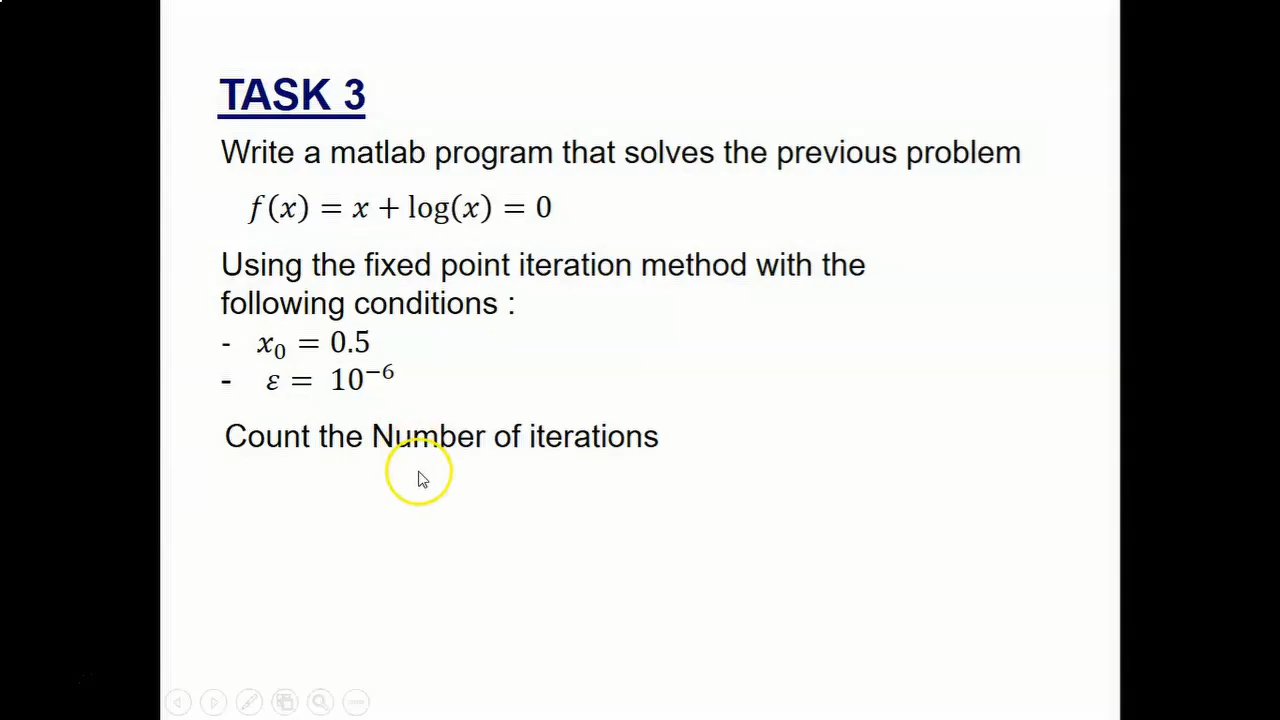 TASK 3
Write a matlab program that solves the previous problem
f(x) = x + log(x) = 0
Using the fixed point iteration method with the
following conditions :
- x₀ = 0.5
- ε = 10⁻⁶
Count the Number of iterations